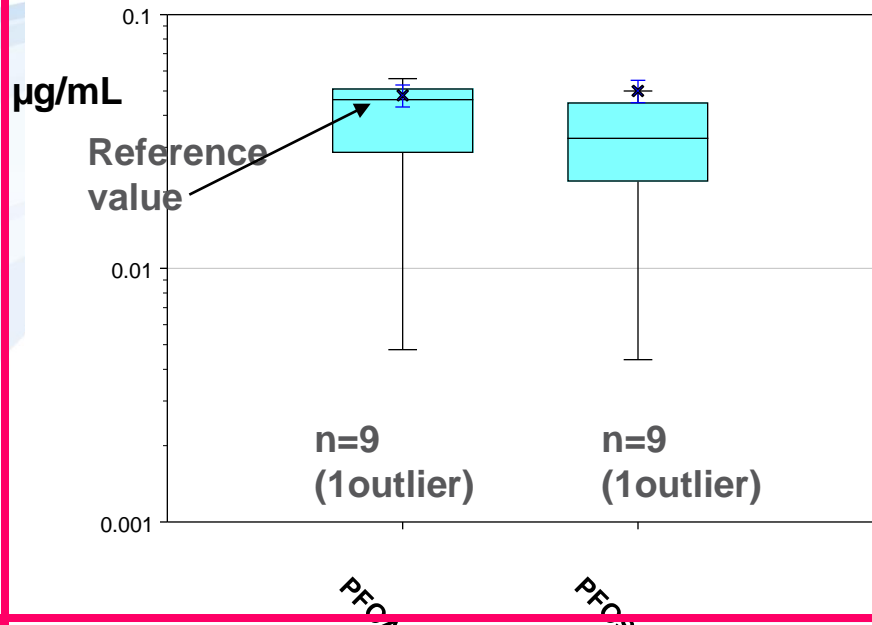 0.1
µg/mL
Reference
value
0.01
n=9
(1outlier)
n=9
(1outlier)
0.001